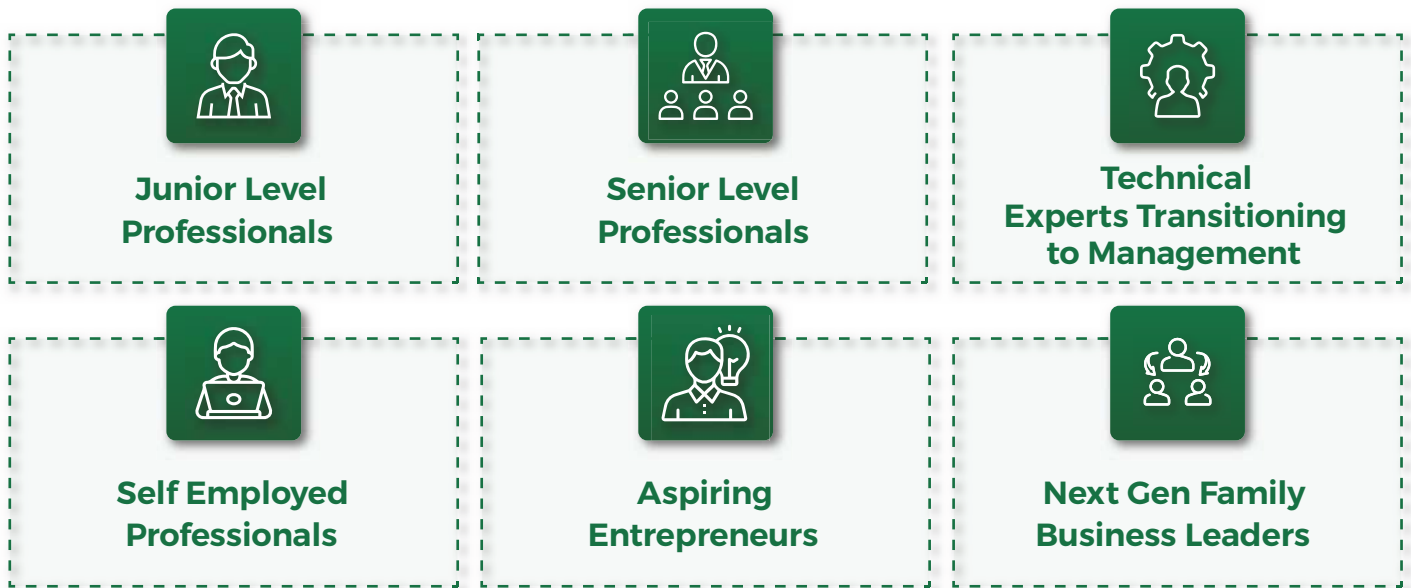 Junior Level
Professionals
Senior Level
Professionals
Technical
Experts Transitioning
to Management
Self Employed
Professionals
Aspiring
Entrepreneurs
Next Gen Family
Business Leaders